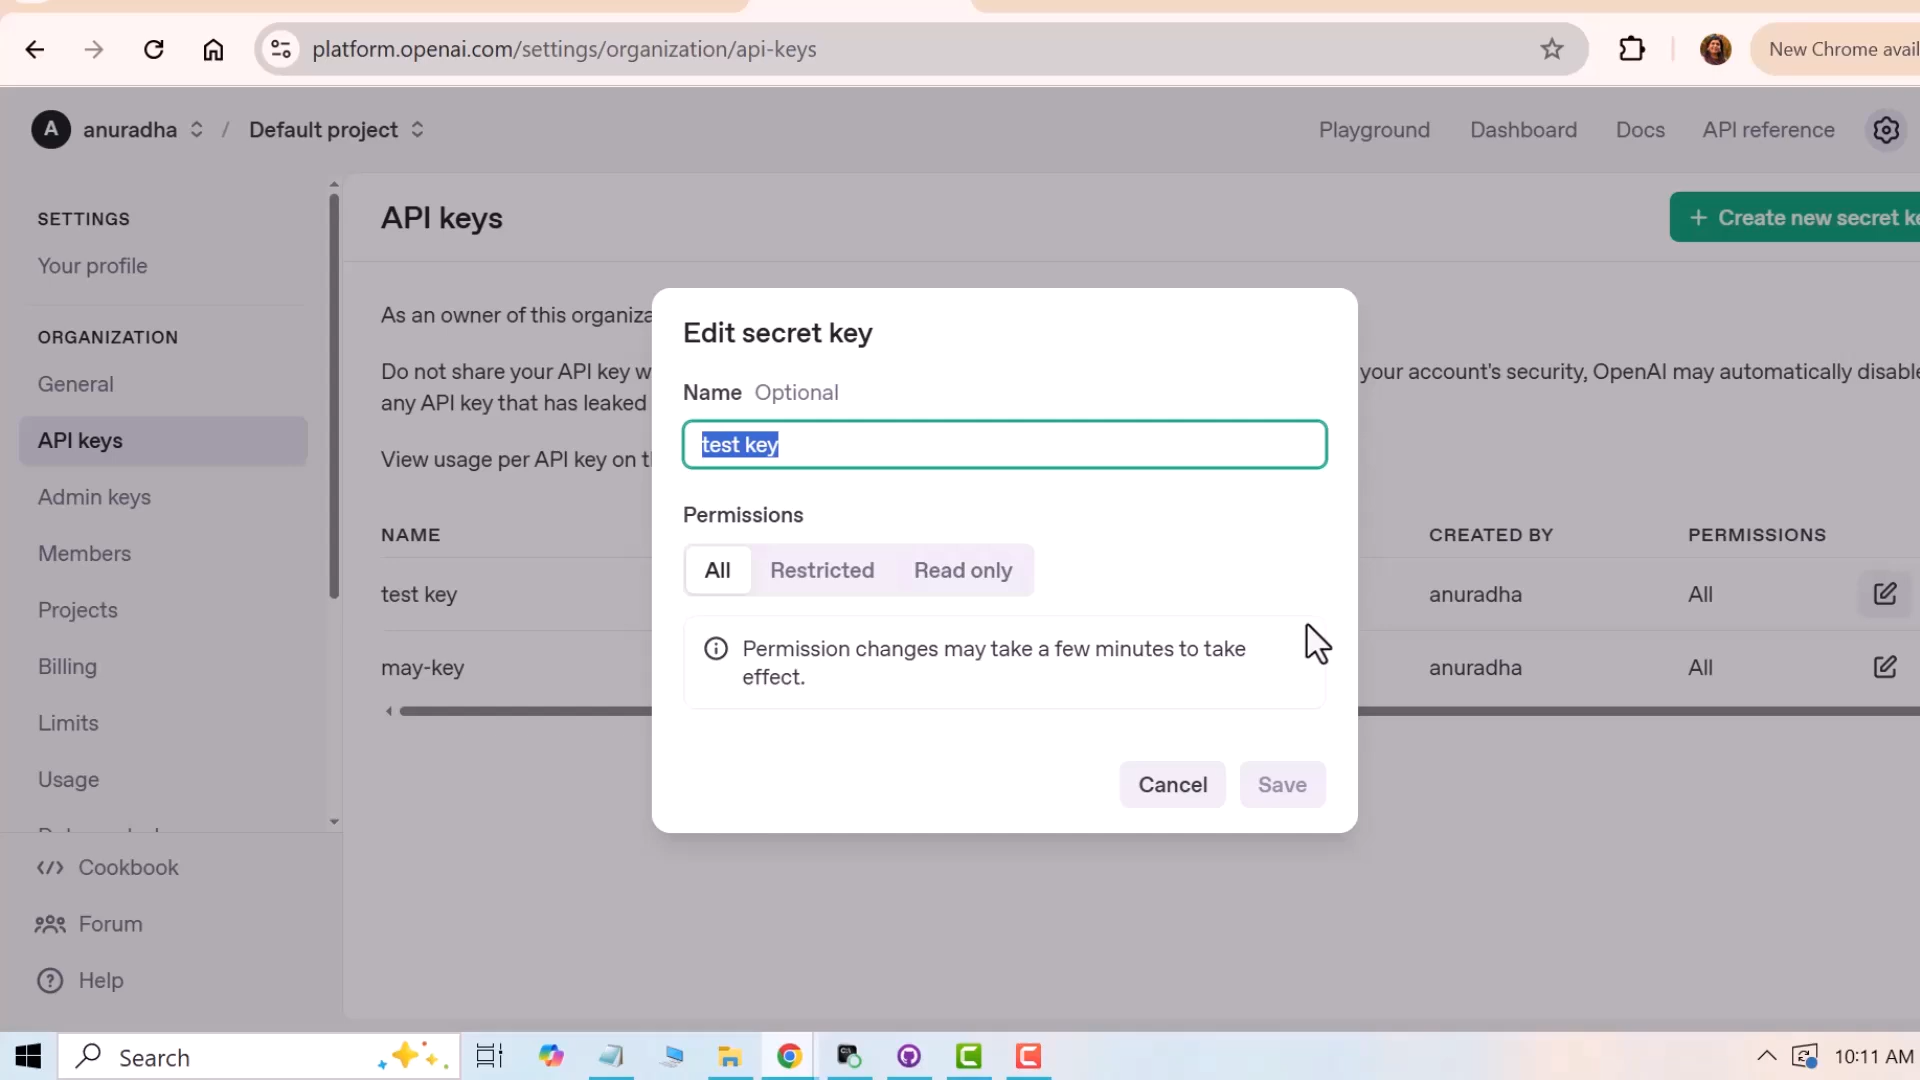 platform.openai.com/settings/organization/api-keys
New Chrome avail
A anuradha / Default project
Playground Dashboard Docs API reference
SETTINGS
Your profile
ORGANIZATION
General
API keys
Admin keys
Members
Projects
Billing
Limits
Usage
Cookbook
Forum
Help
API keys
+ Create new secret ke
As an owner of this organiza
Do not share your API key w
your account's security, OpenAI may automatically disable
any API key that has leaked
View usage per API key on th
NAME CREATED BY PERMISSIONS
test key anuradha All
may-key anuradha All
Edit secret key
Name Optional
test key
Permissions
All Restricted Read only
Permission changes may take a few minutes to take
effect.
Cancel Save
Search
10:11 AM